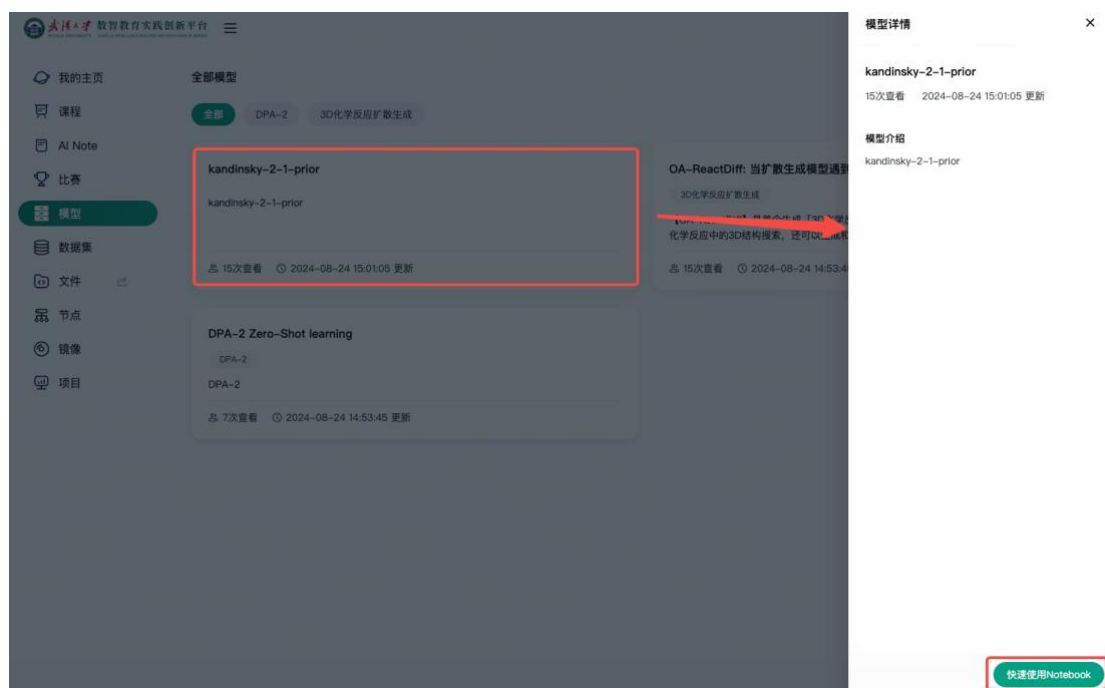 武汉大学 数智教育实践创新平台
我的主页
课程
AI Note
比赛
模型
数据集
文件
节点
镜像
项目
全部模型
全部 DPA-2 3D化学反应扩散生成
kandinsky-2-1-prior
kandinsky-2-1-prior
15次查看 2024-08-24 15:01:05 更新
OA-ReactDiff: 当扩散生成模型遇到
3D化学反应扩散生成
化学反应中的3D结构搜索，还可以生成和
15次查看 2024-08-24 14:53:4
DPA-2 Zero-Shot learning
DPA-2
DPA-2
7次查看 2024-08-24 14:53:45 更新
模型详情
kandinsky-2-1-prior
15次查看 2024-08-24 15:01:05 更新
模型介绍
kandinsky-2-1-prior
快速使用Notebook